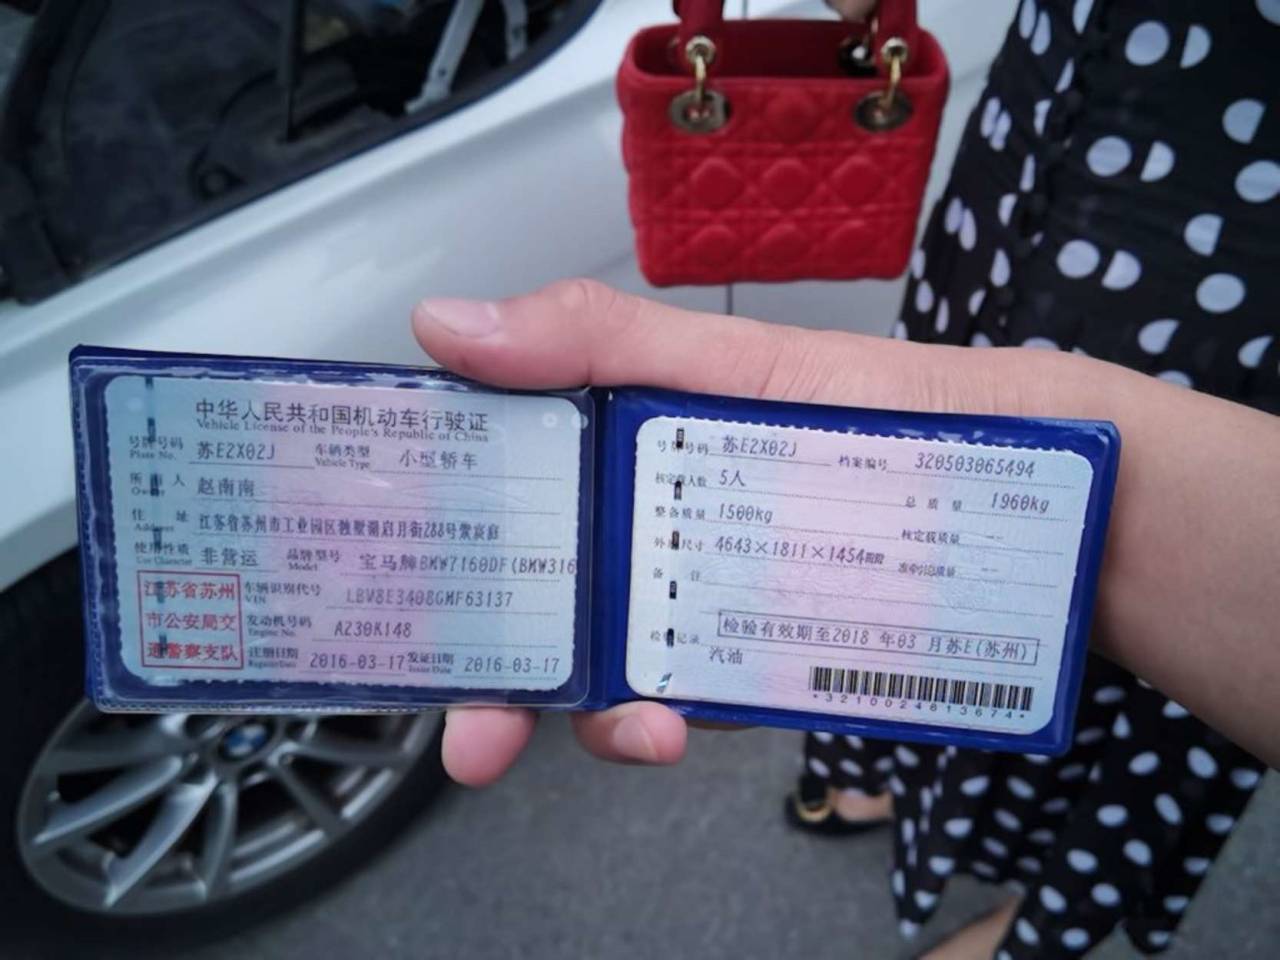 中华人民共和国机动车行驶证
Vehicle License of the People's Republic of China
号牌号码 苏E2X02J 车辆类型 小型轿车
Plate No. Vehicle Type
所有人 赵南南
Owner
住址 江苏省苏州市工业园区独墅湖启月街288号紫宸庭
Address
使用性质 非营运 品牌型号 宝马牌BMW7160DF(BMW316
Use Character Model
江苏省苏州
市公安局交
通警察支队
车辆识别代号 LBV8E3408GMF63137
VIN
发动机号码 A230K148
Engine No.
注册日期 2016-03-17 发证日期 2016-03-17
Register Date Issue Date
号牌号码 苏E2X02J 档案编号 320503065494
核定载人数 5人 总质量 1960kg
整备质量 1500kg 核定载质量 --
外廓尺寸 4643×1811×1454mm 准牵引总质量 --
备注
检验记录 检验有效期至2018 年03 月苏E(苏州)
汽油
*3210024613674*